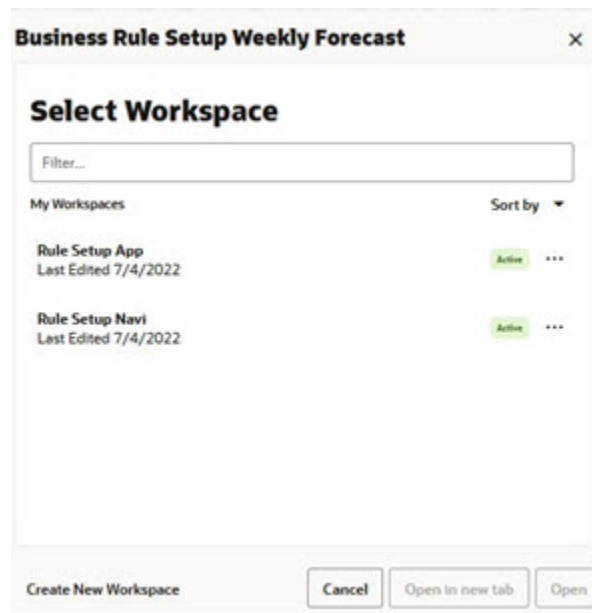 Business Rule Setup Weekly Forecast
Select Workspace
Filter...
My Workspaces Sort by
Rule Setup App
Last Edited 7/4/2022 Active
Rule Setup Navi
Last Edited 7/4/2022 Active
Create New Workspace Cancel Open in new tab Open